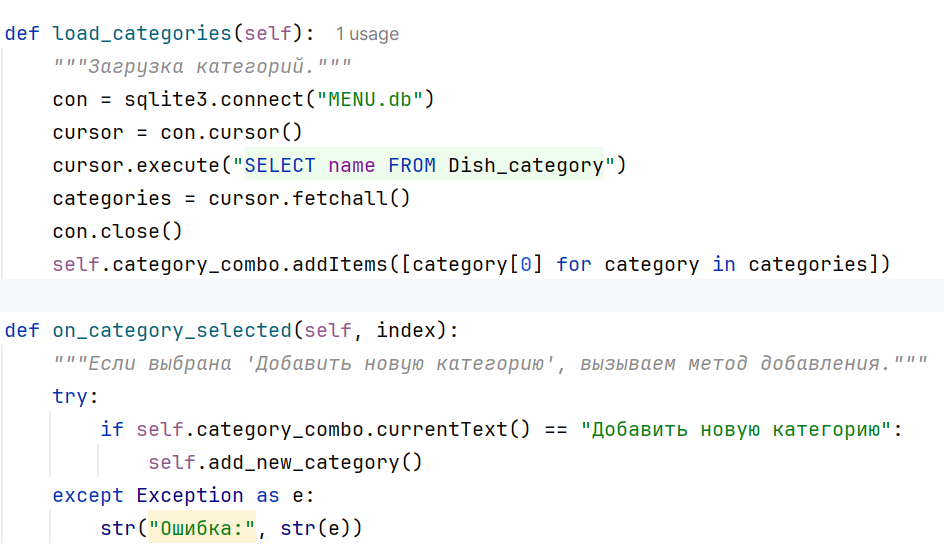 def load_categories(self): 1 usage
    """Загрузка категорий."""
    con = sqlite3.connect("MENU.db")
    cursor = con.cursor()
    cursor.execute("SELECT name FROM Dish_category")
    categories = cursor.fetchall()
    con.close()
    self.category_combo.addItems([category[0] for category in categories])

def on_category_selected(self, index):
    """Если выбрана 'Добавить новую категорию', вызываем метод добавления."""
    try:
        if self.category_combo.currentText() == "Добавить новую категорию":
            self.add_new_category()
    except Exception as e:
        str("Ошибка:", str(e))